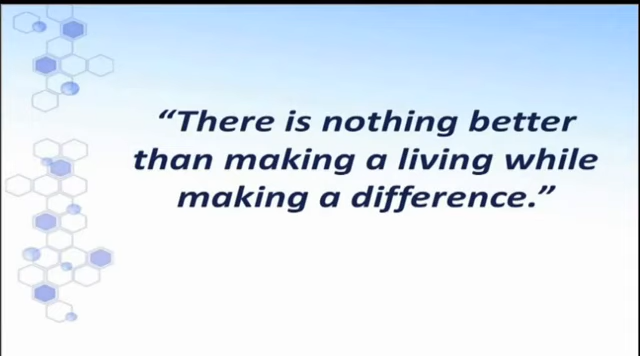 “There is nothing better
than making a living while
making a difference.”